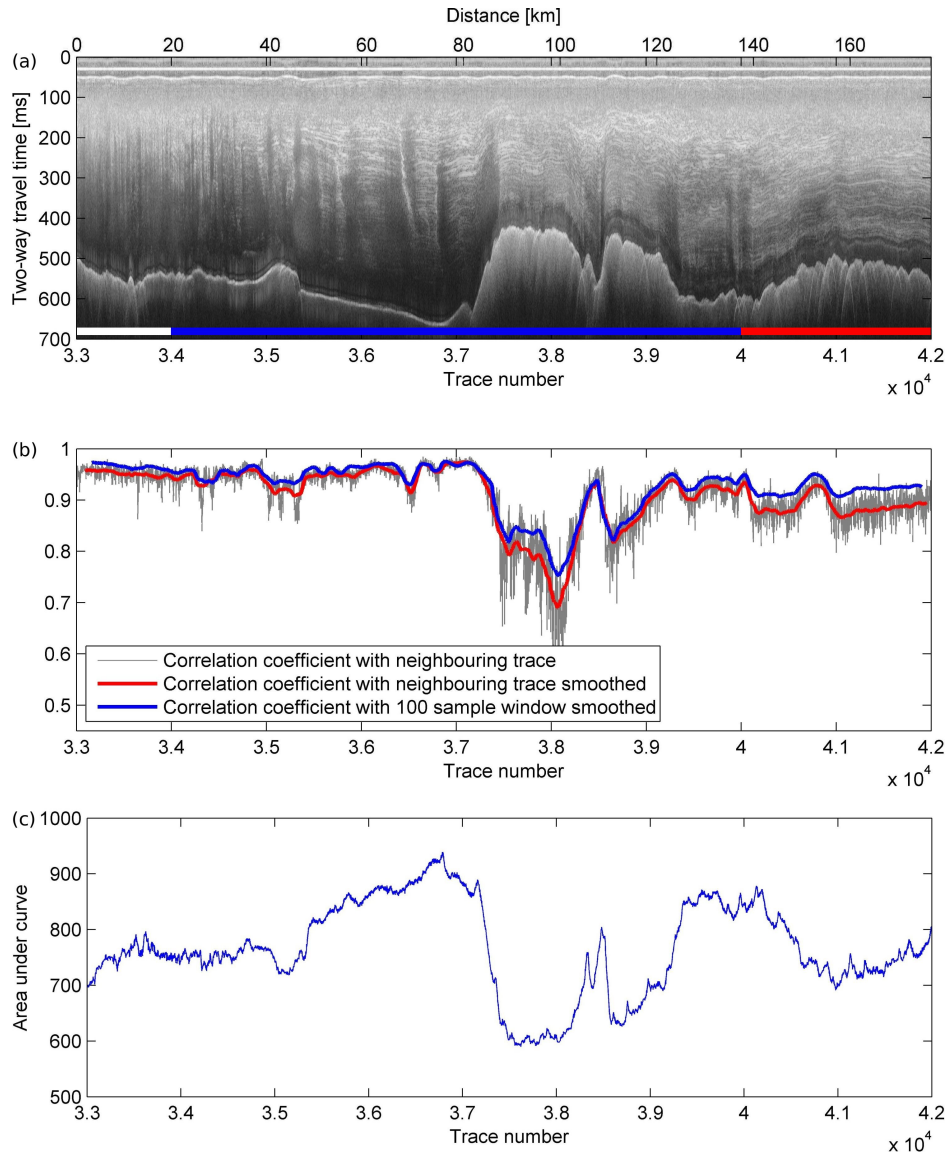 Distance [km]
0 20 40 60 80 100 120 140 160
(a)
Two-way travel time [ms]
0
100
200
300
400
500
600
700
3.3 3.4 3.5 3.6 3.7 3.8 3.9 4 4.1 4.2
Trace number
x 10^4
(b)
1
0.9
0.8
0.7
0.6
0.5
Correlation coefficient with neighbouring trace
Correlation coefficient with neighbouring trace smoothed
Correlation coefficient with 100 sample window smoothed
3.3 3.4 3.5 3.6 3.7 3.8 3.9 4 4.1 4.2
Trace number
x 10^4
(c)
Area under curve
1000
900
800
700
600
500
3.3 3.4 3.5 3.6 3.7 3.8 3.9 4 4.1 4.2
Trace number
x 10^4